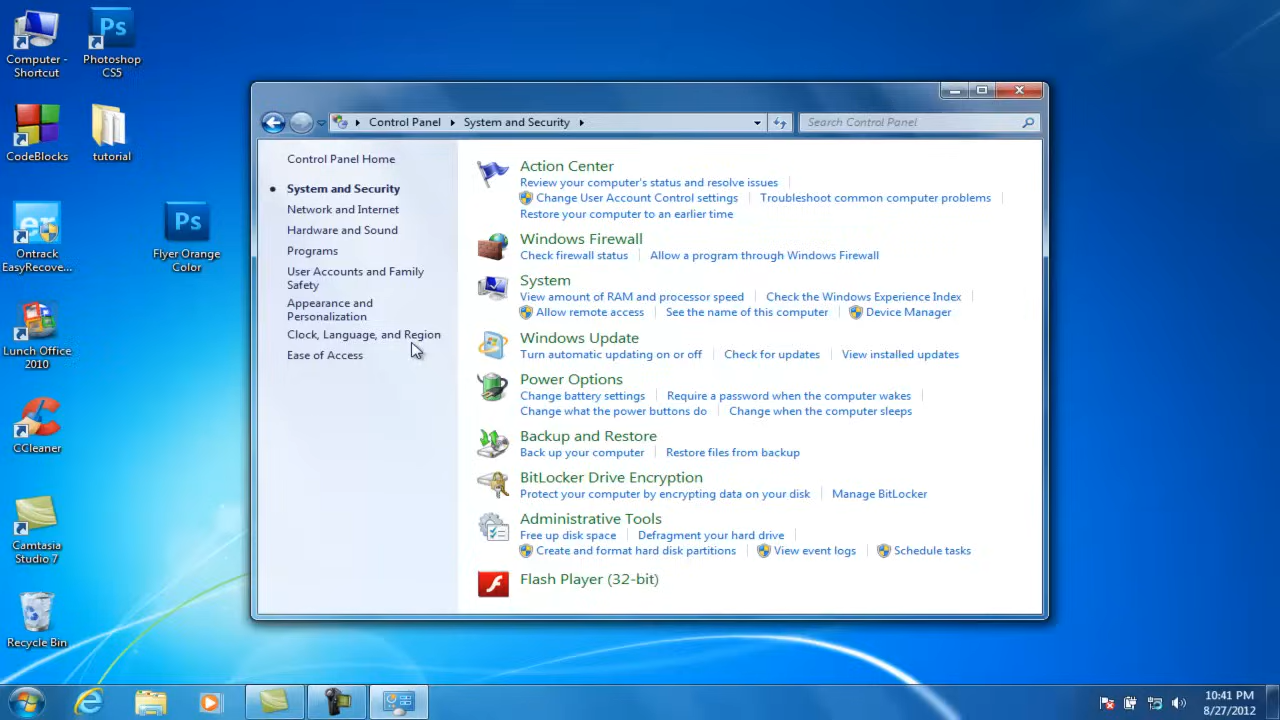 Computer -
Shortcut
Ps
Photoshop
CS5
CodeBlocks
tutorial
er
Ontrack
EasyRecove...
Ps
Flyer Orange
Color
Lunch Office
2010
CCleaner
Camtasia
Studio 7
Recycle Bin
Control Panel
System and Security
Search Control Panel
Control Panel Home
System and Security
Network and Internet
Hardware and Sound
Programs
User Accounts and Family
Safety
Appearance and
Personalization
Clock, Language, and Region
Ease of Access
Action Center
Review your computer's status and resolve issues
Change User Account Control settings
Troubleshoot common computer problems
Restore your computer to an earlier time
Windows Firewall
Check firewall status
Allow a program through Windows Firewall
System
View amount of RAM and processor speed
Check the Windows Experience Index
Allow remote access
See the name of this computer
Device Manager
Windows Update
Turn automatic updating on or off
Check for updates
View installed updates
Power Options
Change battery settings
Require a password when the computer wakes
Change what the power buttons do
Change when the computer sleeps
Backup and Restore
Back up your computer
Restore files from backup
BitLocker Drive Encryption
Protect your computer by encrypting data on your disk
Manage BitLocker
Administrative Tools
Free up disk space
Defragment your hard drive
Create and format hard disk partitions
View event logs
Schedule tasks
Flash Player (32-bit)
10:41 PM
8/27/2012